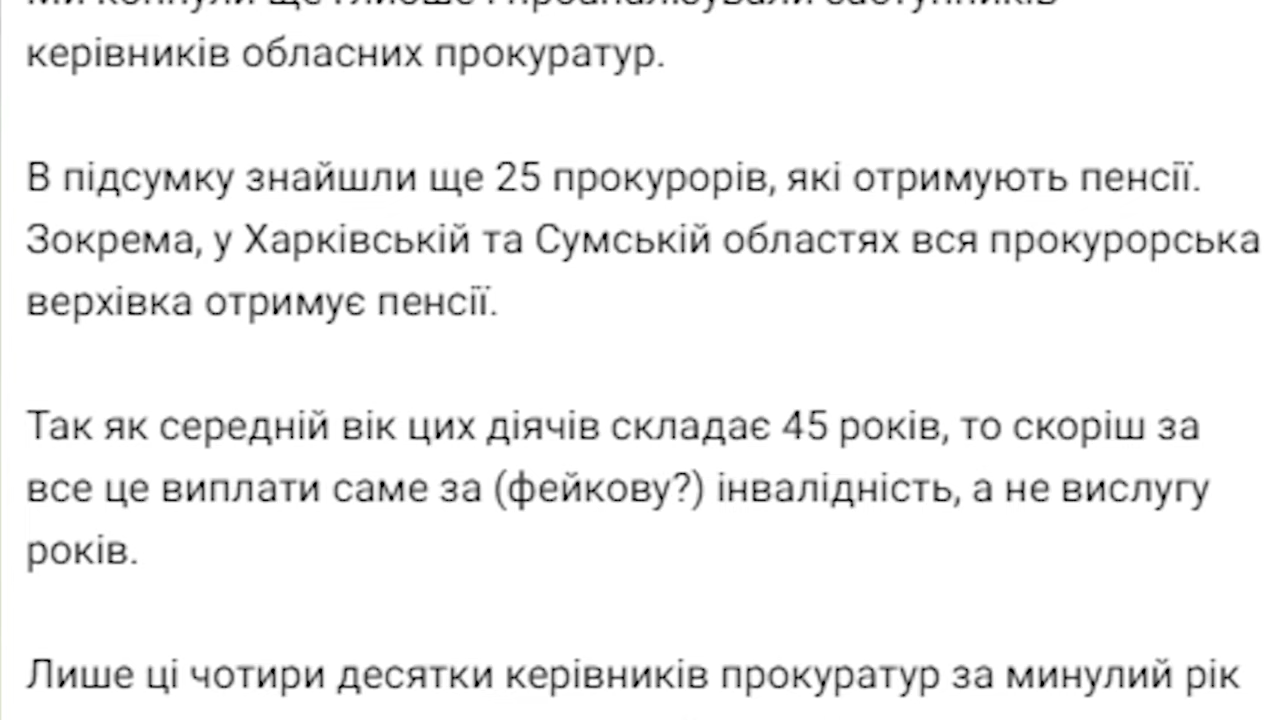 керівників обласних прокуратур.
В підсумку знайшли ще 25 прокурорів, які отримують пенсії.
Зокрема, у Харківській та Сумській областях вся прокурорська
верхівка отримує пенсії.
Так як середній вік цих діячів складає 45 років, то скоріш за
все це виплати саме за (фейкову?) інвалідність, а не вислугу
років.
Лише ці чотири десятки керівників прокуратур за минулий рік